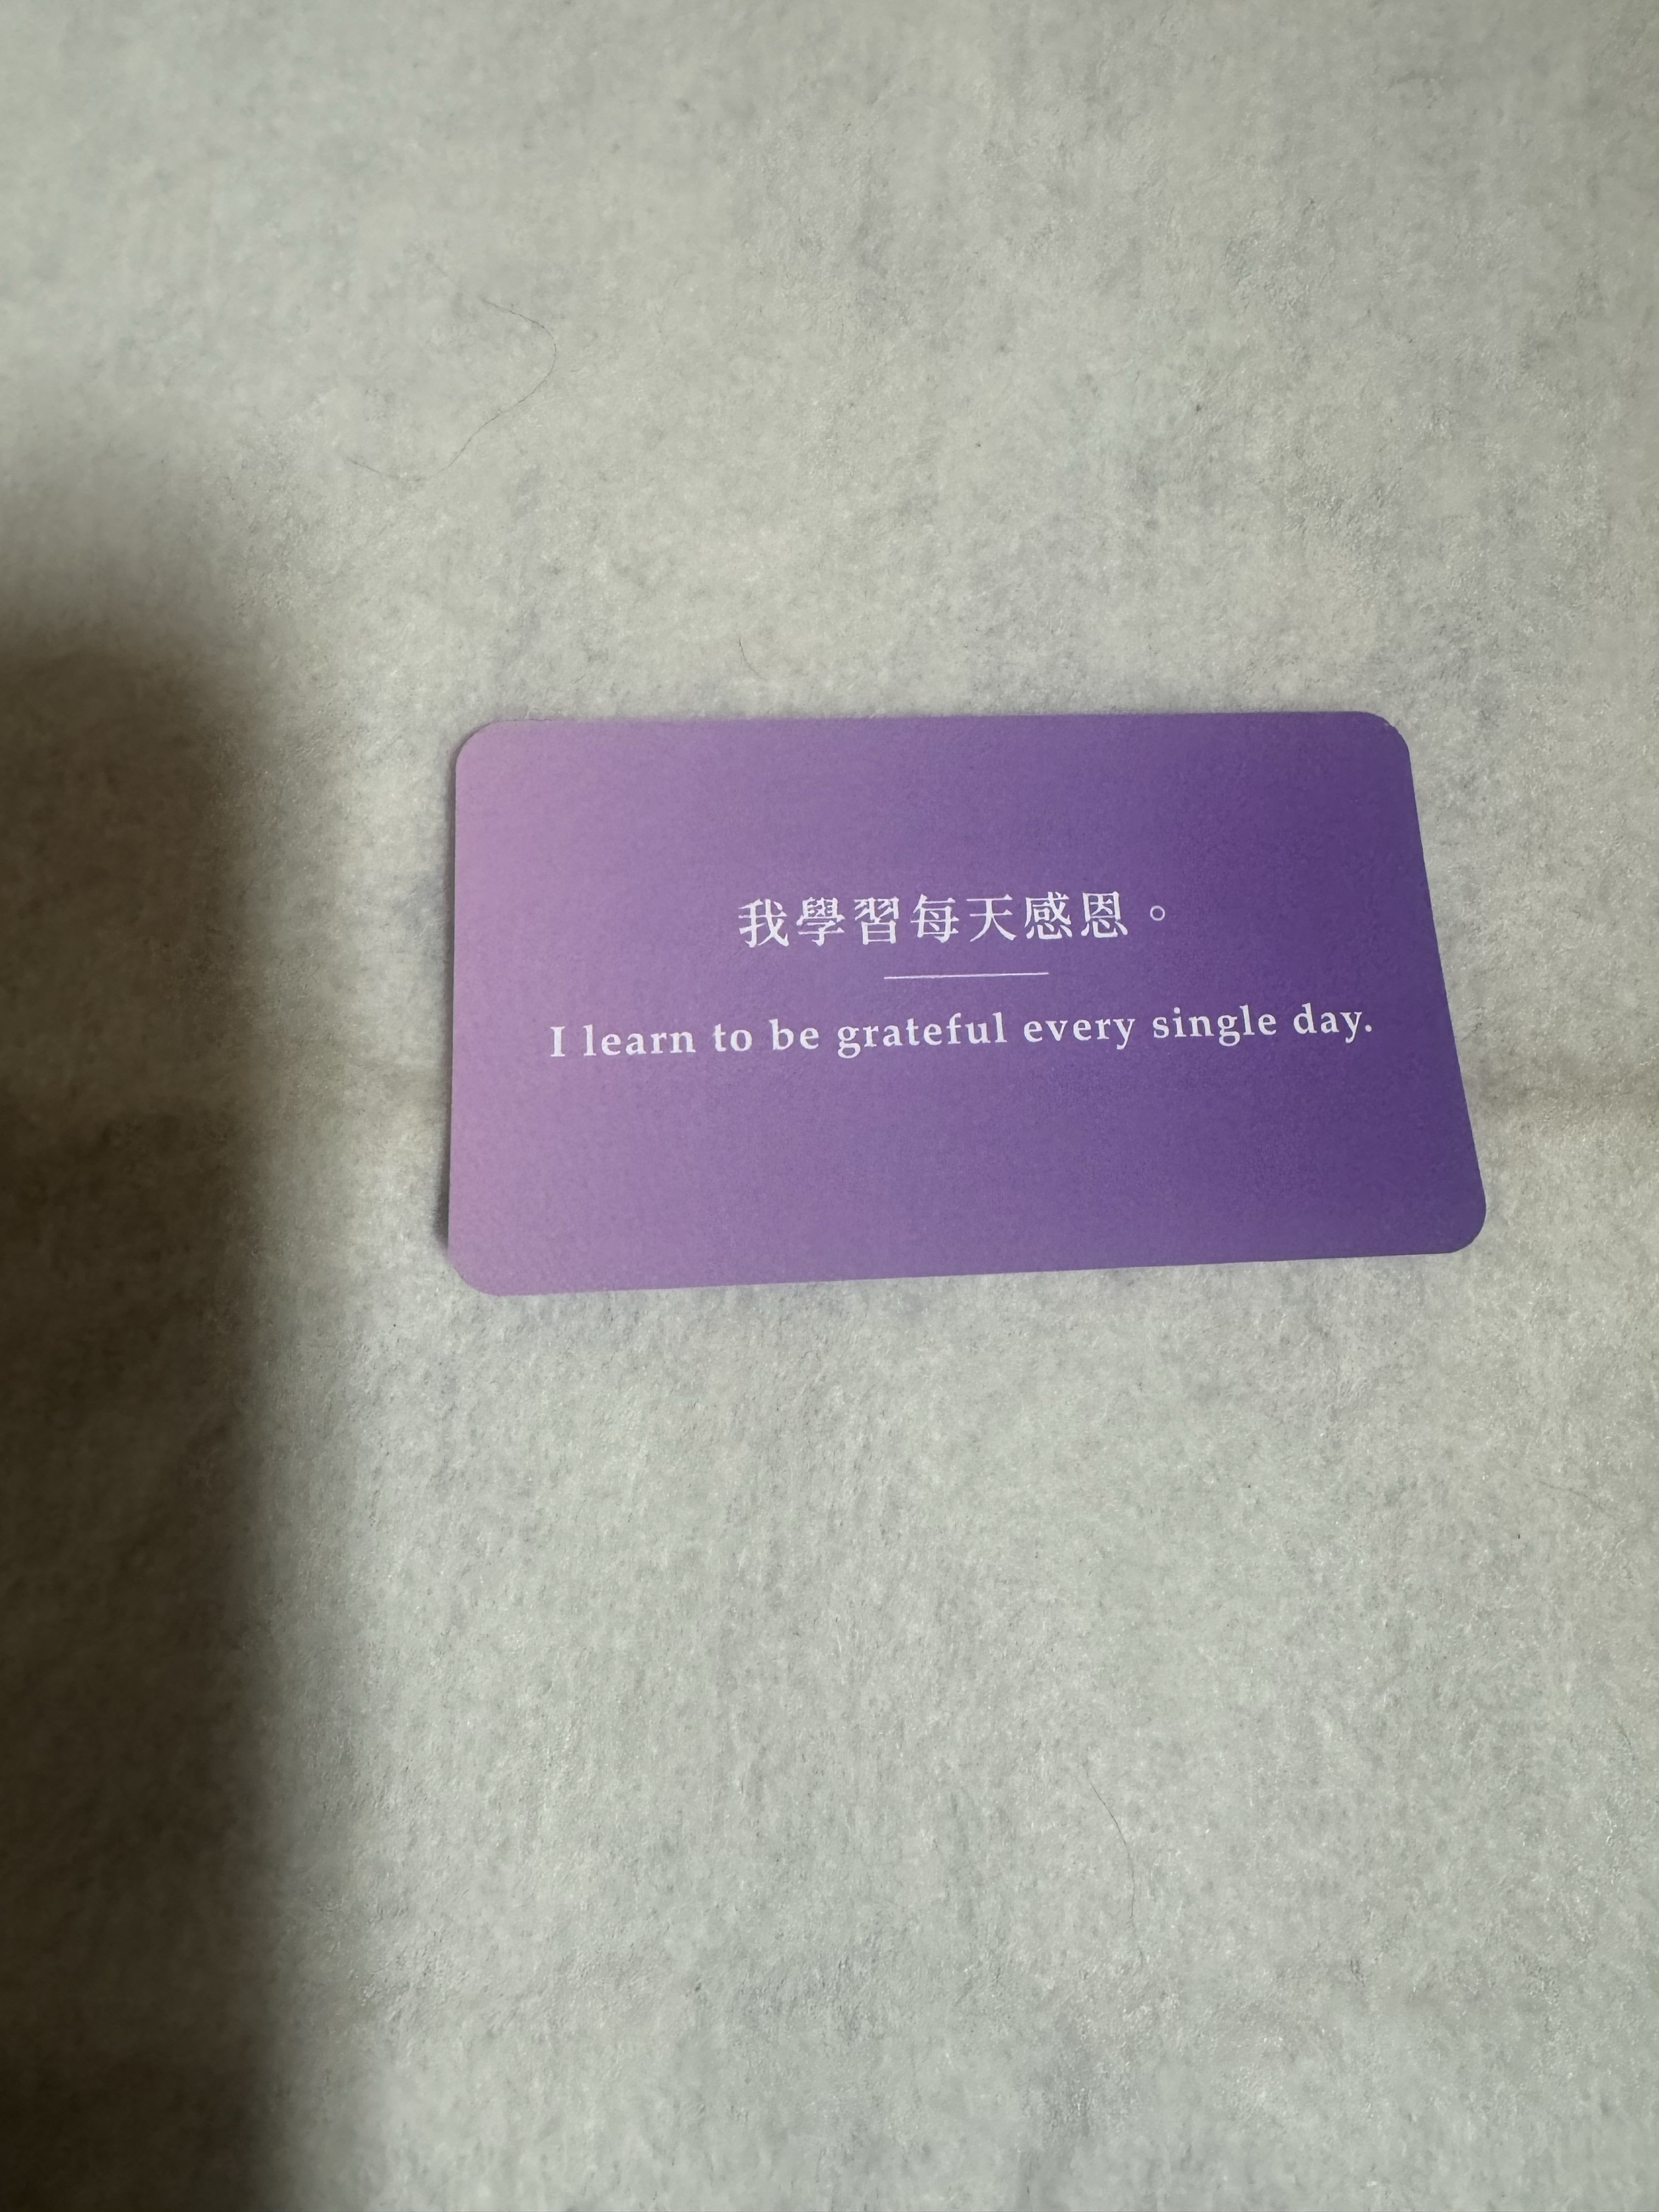 我學習每天感恩。
I learn to be grateful every single day.